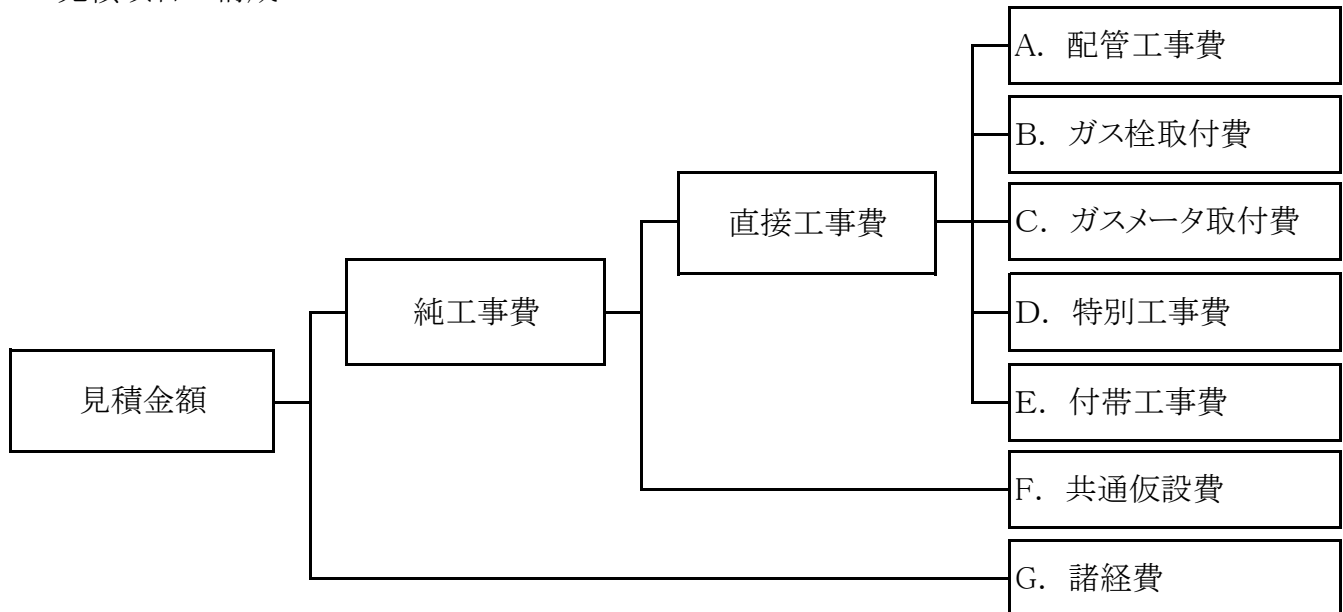 A. 配管工事費
B. ガス栓取付費
直接工事費
C. ガスメータ取付費
純工事費
D. 特別工事費
見積金額
E. 付帯工事費
F. 共通仮設費
G. 諸経費